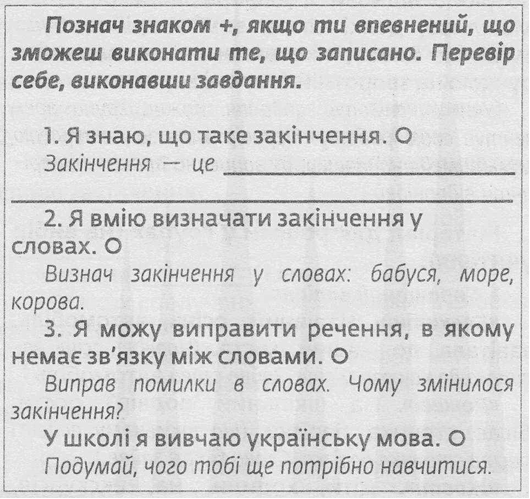 Познач знаком +, якщо ти впевнений, що
зможеш виконати те, що записано. Перевір
себе, виконавши завдання.
1. Я знаю, що таке закінчення. О
Закінчення — це
2. Я вмію визначати закінчення у
словах. О
Визнач закінчення у словах: бабуся, море,
корова.
3. Я можу виправити речення, в якому
немає зв'язку між словами. О
Виправ помилки в словах. Чому змінилося
закінчення?
У школі я вивчаю українську мова. О
Подумай, чого тобі ще потрібно навчитися.